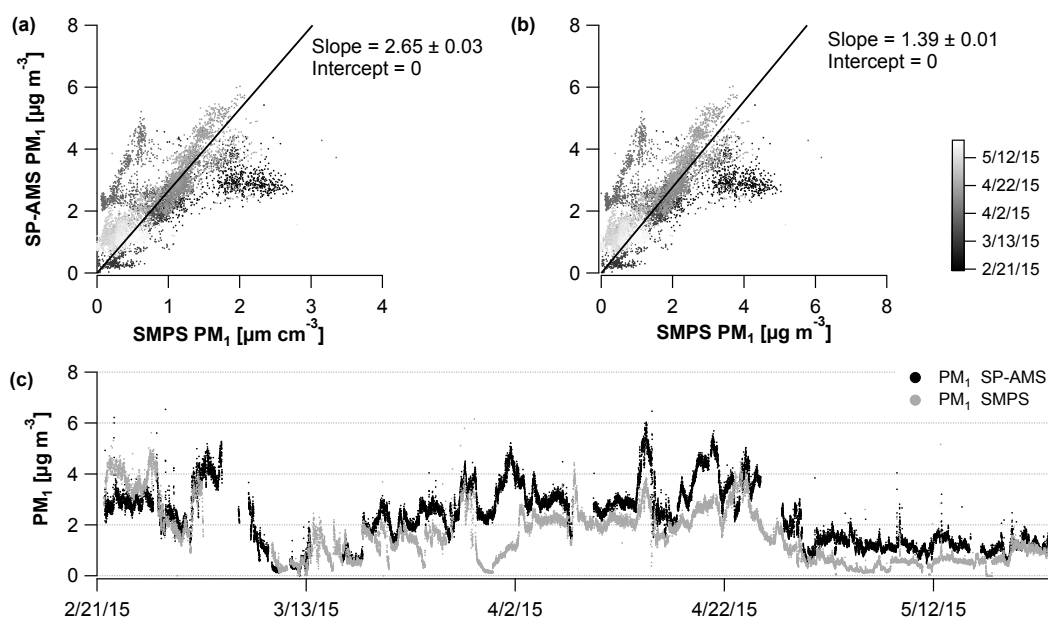 (a)
SP-AMS PM₁ [µg m⁻³]
8
6
4
2
0
Slope = 2.65 ± 0.03
Intercept = 0
0 1 2 3 4
SMPS PM₁ [µm cm⁻³]
(b)
8
6
4
2
0
Slope = 1.39 ± 0.01
Intercept = 0
0 2 4 6 8
SMPS PM₁ [µg m⁻³]
5/12/15
4/22/15
4/2/15
3/13/15
2/21/15
(c)
PM₁ [µg m⁻³]
8
6
4
2
0
PM₁ SP-AMS
PM₁ SMPS
2/21/15 3/13/15 4/2/15 4/22/15 5/12/15